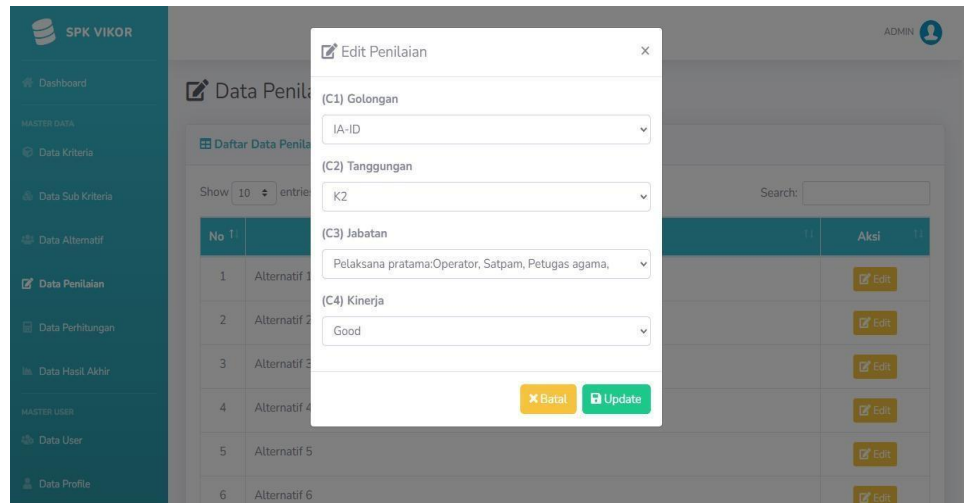 SPK VIKOR
ADMIN
Dashboard
MASTER DATA
Data Kriteria
Data Sub Kriteria
Data Alternatif
Data Penilaian
Data Perhitungan
Data Hasil Akhir
MASTER USER
Data User
Data Profile
Data Penila
Daftar Data Penila
Show 10 entrie
Search:
No Aksi
1 Alternatif 1 Edit
2 Alternatif 2 Edit
3 Alternatif 3 Edit
4 Alternatif 4 Edit
5 Alternatif 5 Edit
6 Alternatif 6 Edit
Edit Penilaian ×
(C1) Golongan
IA-ID
(C2) Tanggungan
K2
(C3) Jabatan
Pelaksana pratama:Operator, Satpam, Petugas agama,
(C4) Kinerja
Good
Batal Update